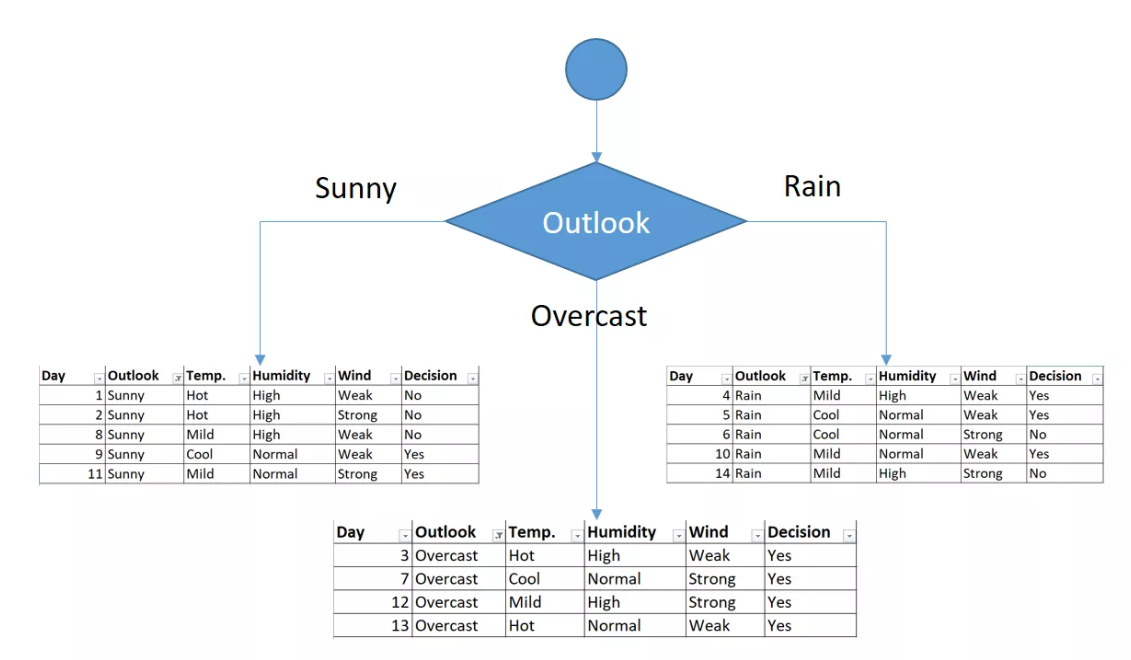 Sunny
Rain
Outlook
Overcast
Day Outlook Temp. Humidity Wind Decision
1 Sunny Hot High Weak No
2 Sunny Hot High Strong No
8 Sunny Mild High Weak No
9 Sunny Cool Normal Weak Yes
11 Sunny Mild Normal Strong Yes
Day Outlook Temp. Humidity Wind Decision
4 Rain Mild High Weak Yes
5 Rain Cool Normal Weak Yes
6 Rain Cool Normal Strong No
10 Rain Mild Normal Weak Yes
14 Rain Mild High Strong No
Day Outlook Temp. Humidity Wind Decision
3 Overcast Hot High Weak Yes
7 Overcast Cool Normal Strong Yes
12 Overcast Mild High Strong Yes
13 Overcast Hot Normal Weak Yes